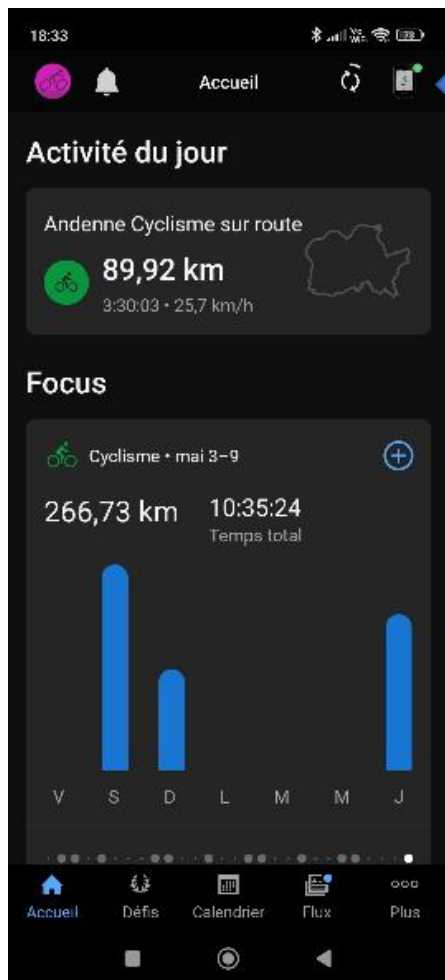 18:33
Accueil
Activité du jour
Andenne Cyclisme sur route
89,92 km
3:30:03 • 25,7 km/h
Focus
Cyclisme • mai 3–9
266,73 km
10:35:24
Temps total
V S D L M M J
Accueil Défis Calendrier Flux Plus